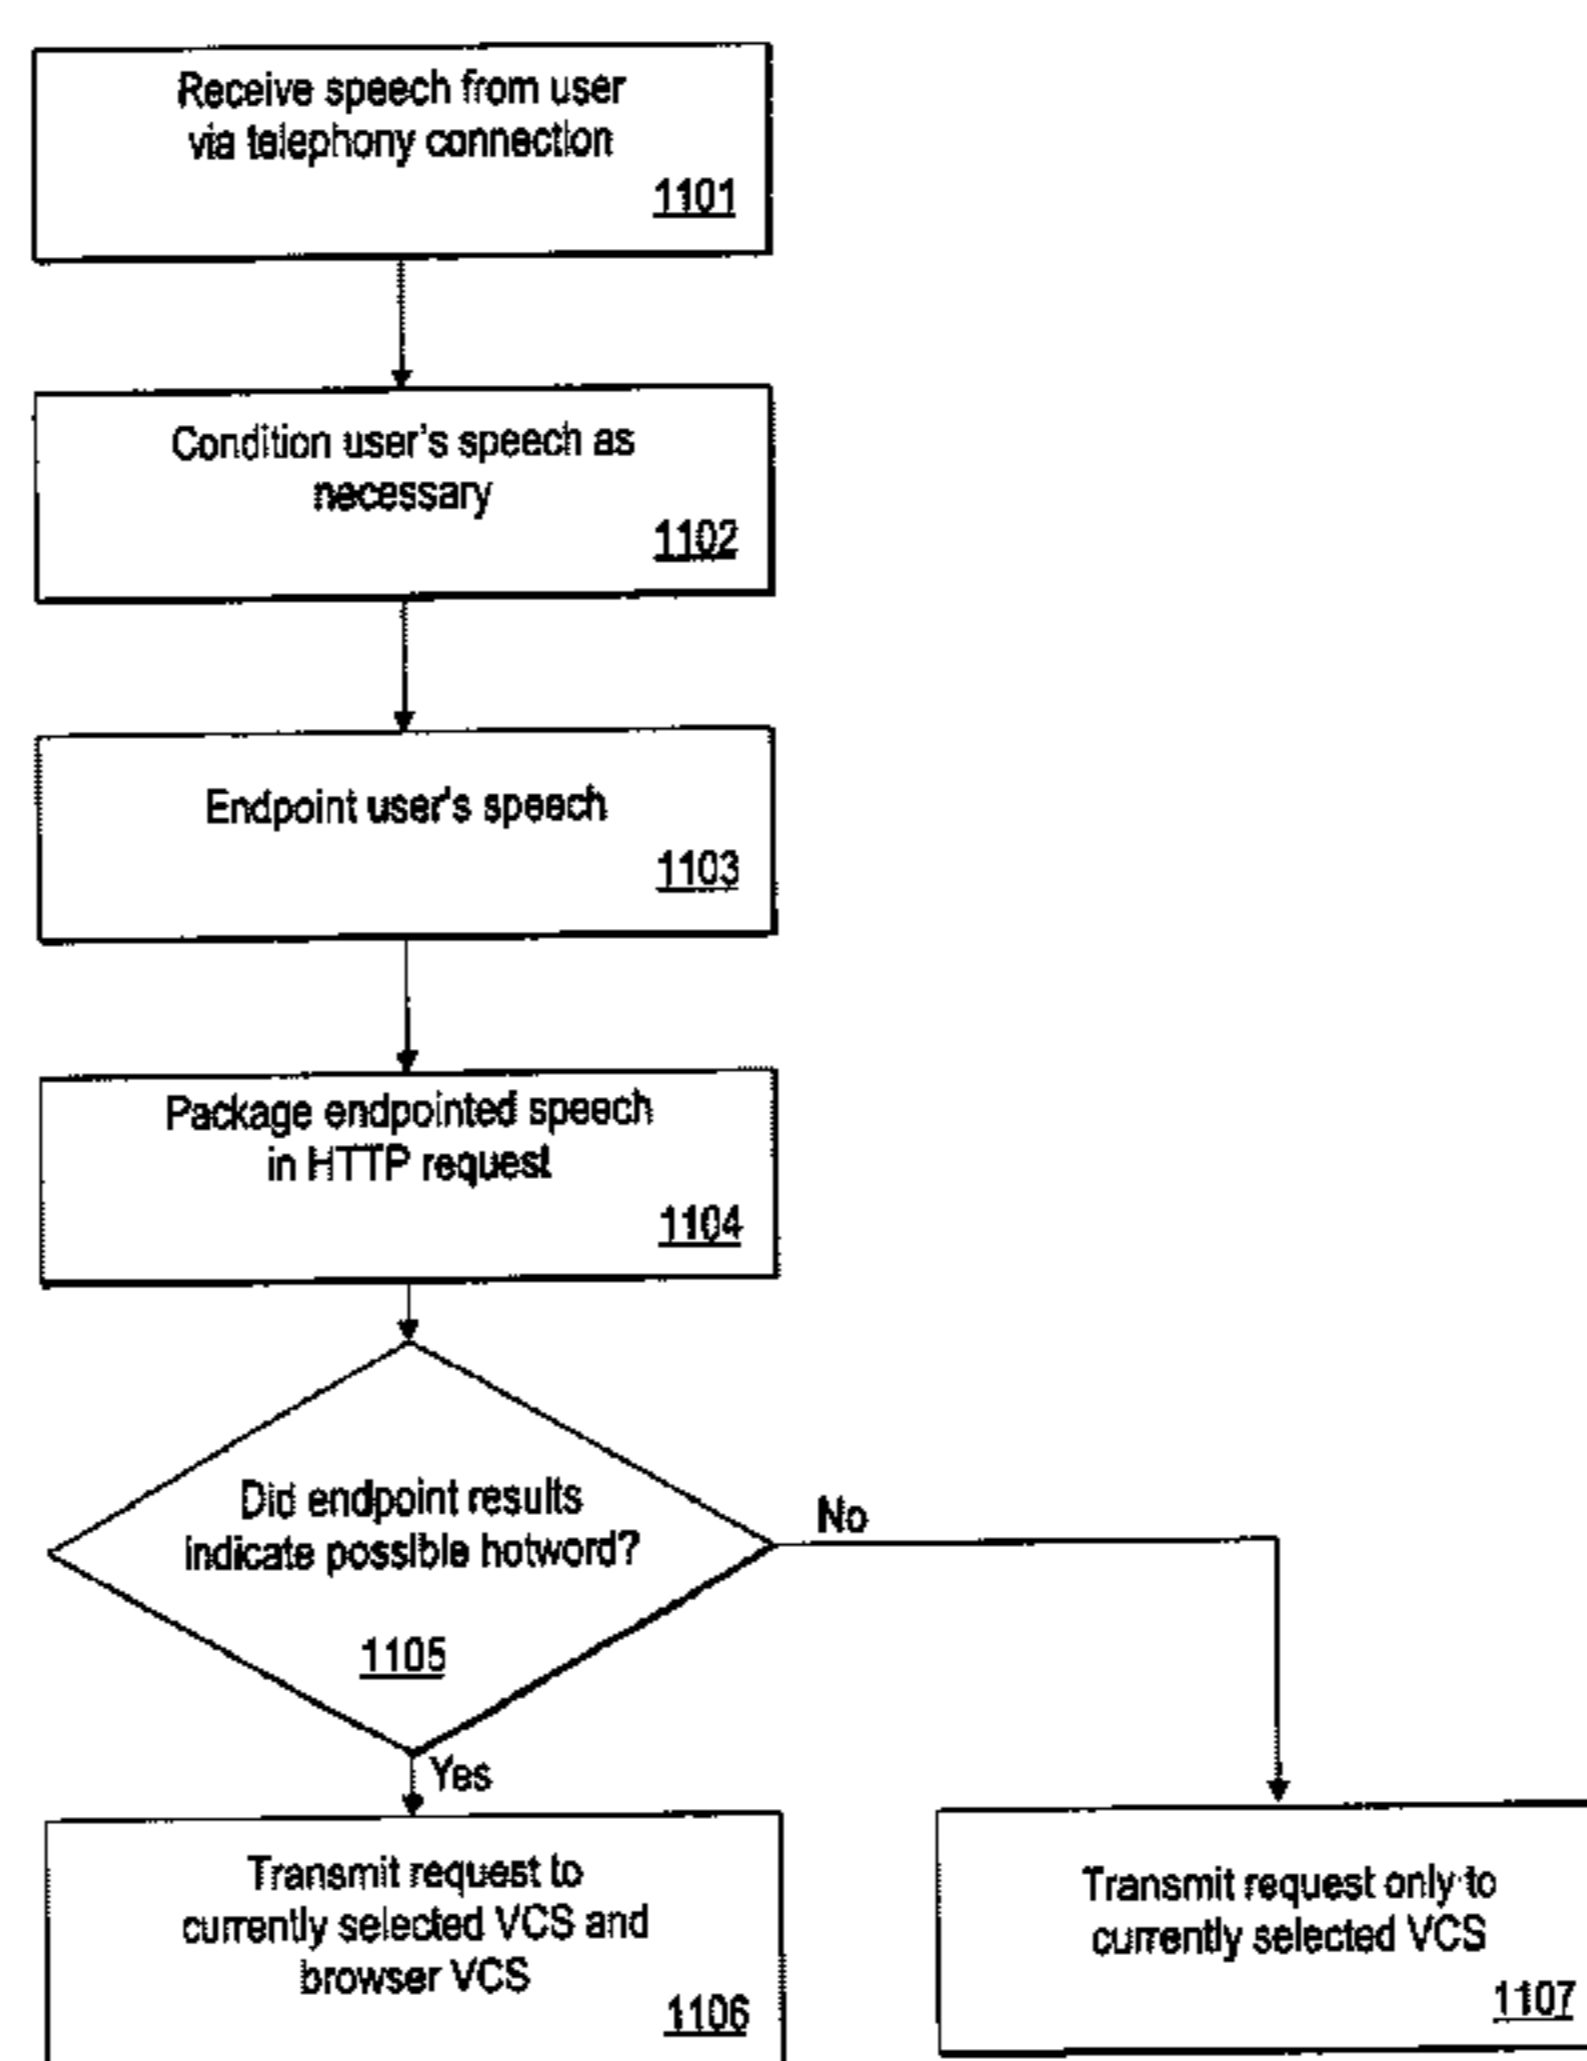 Receive speech from user
via telephony connection
1101
Condition user's speech as
necessary
1102
Endpoint user's speech
1103
Package endpointed speech
in HTTP request
1104
Did endpoint results
indicate possible hotword?
1105
No
Yes
Transmit request to
currently selected VCS and
browser VCS
1106
Transmit request only to
currently selected VCS
1107